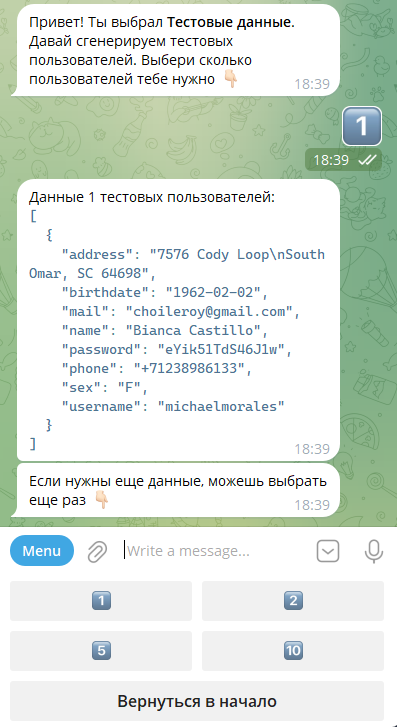 Привет! Ты выбрал Тестовые данные.
Давай сгенерируем тестовых
пользователей. Выбери сколько
пользователей тебе нужно 👇🏻
18:39
1
18:39
Данные 1 тестовых пользователей:
[
{
"address": "7576 Cody Loop\nSouth
Omar, SC 64698",
"birthdate": "1962-02-02",
"mail": "choileroy@gmail.com",
"name": "Bianca Castillo",
"password": "eYik51TdS46J1w",
"phone": "+71238986133",
"sex": "F",
"username": "michaelmorales"
}
]
18:39
Если нужны еще данные, можешь выбрать
еще раз 👇🏻
18:39
Menu Write a message...
1 2
5 10
Вернуться в начало